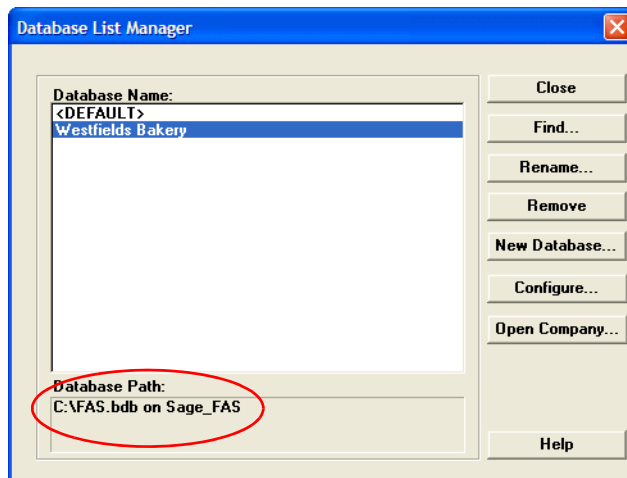 Database List Manager
Database Name:
<DEFAULT>
Westfields Bakery
Close
Find...
Rename...
Remove
New Database...
Configure...
Open Company...
Database Path:
C:\FAS.bdb on Sage_FAS
Help